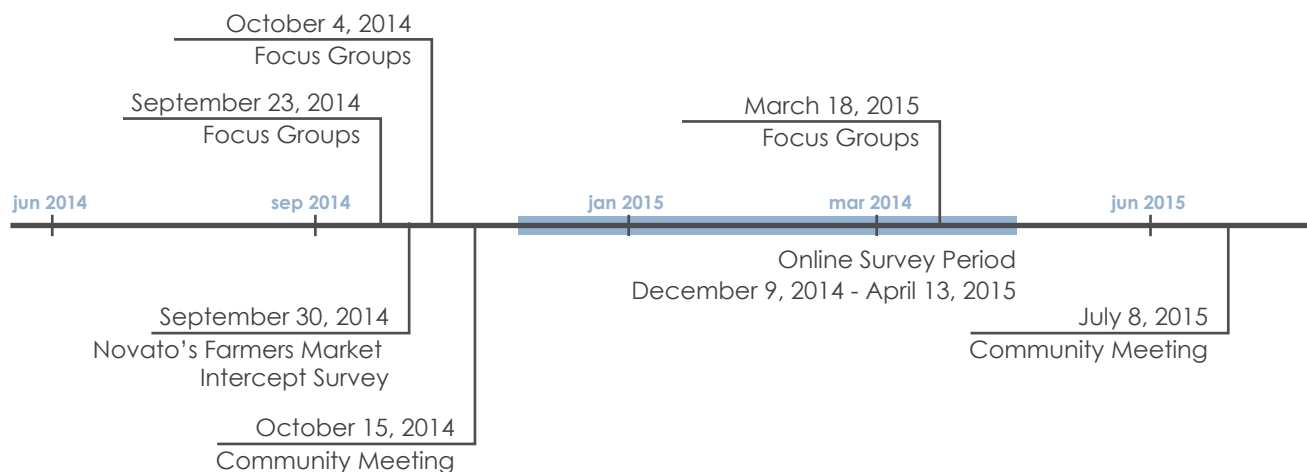 October 4, 2014
Focus Groups
September 23, 2014
Focus Groups
March 18, 2015
Focus Groups
jun 2014
sep 2014
jan 2015
mar 2014
jun 2015
Online Survey Period
December 9, 2014 - April 13, 2015
September 30, 2014
Novato’s Farmers Market
Intercept Survey
July 8, 2015
Community Meeting
October 15, 2014
Community Meeting